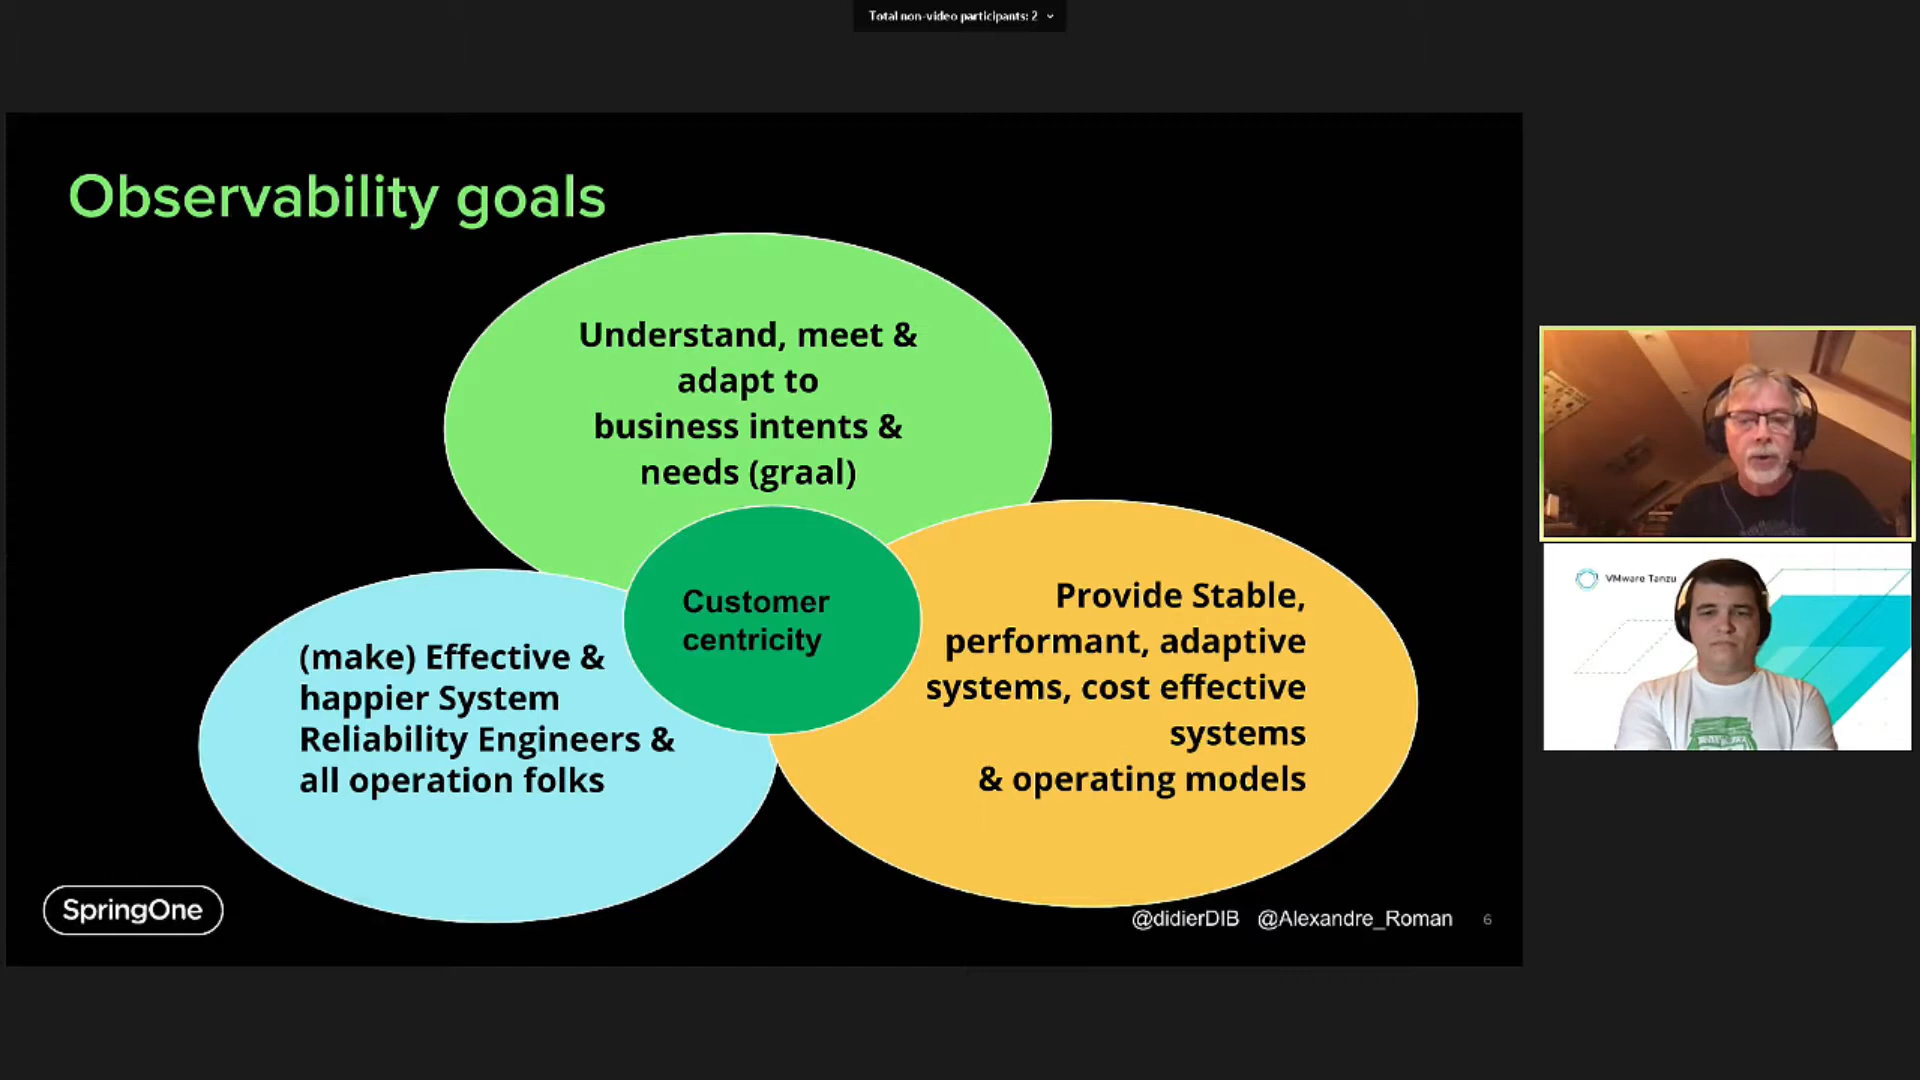 Total non-video participants: 2
Observability goals
Understand, meet &
adapt to
business intents &
needs (graal)
Customer
centricity
(make) Effective &
happier System
Reliability Engineers &
all operation folks
Provide Stable,
performant, adaptive
systems, cost effective
systems
& operating models
SpringOne
@didierDIB @Alexandre_Roman
6
VMware Tanzu